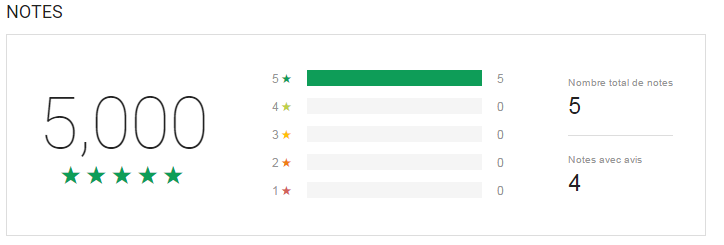 NOTES
5,000
★★★★★
5 ★ 5
4 ★ 0
3 ★ 0
2 ★ 0
1 ★ 0
Nombre total de notes
5
Notes avec avis
4